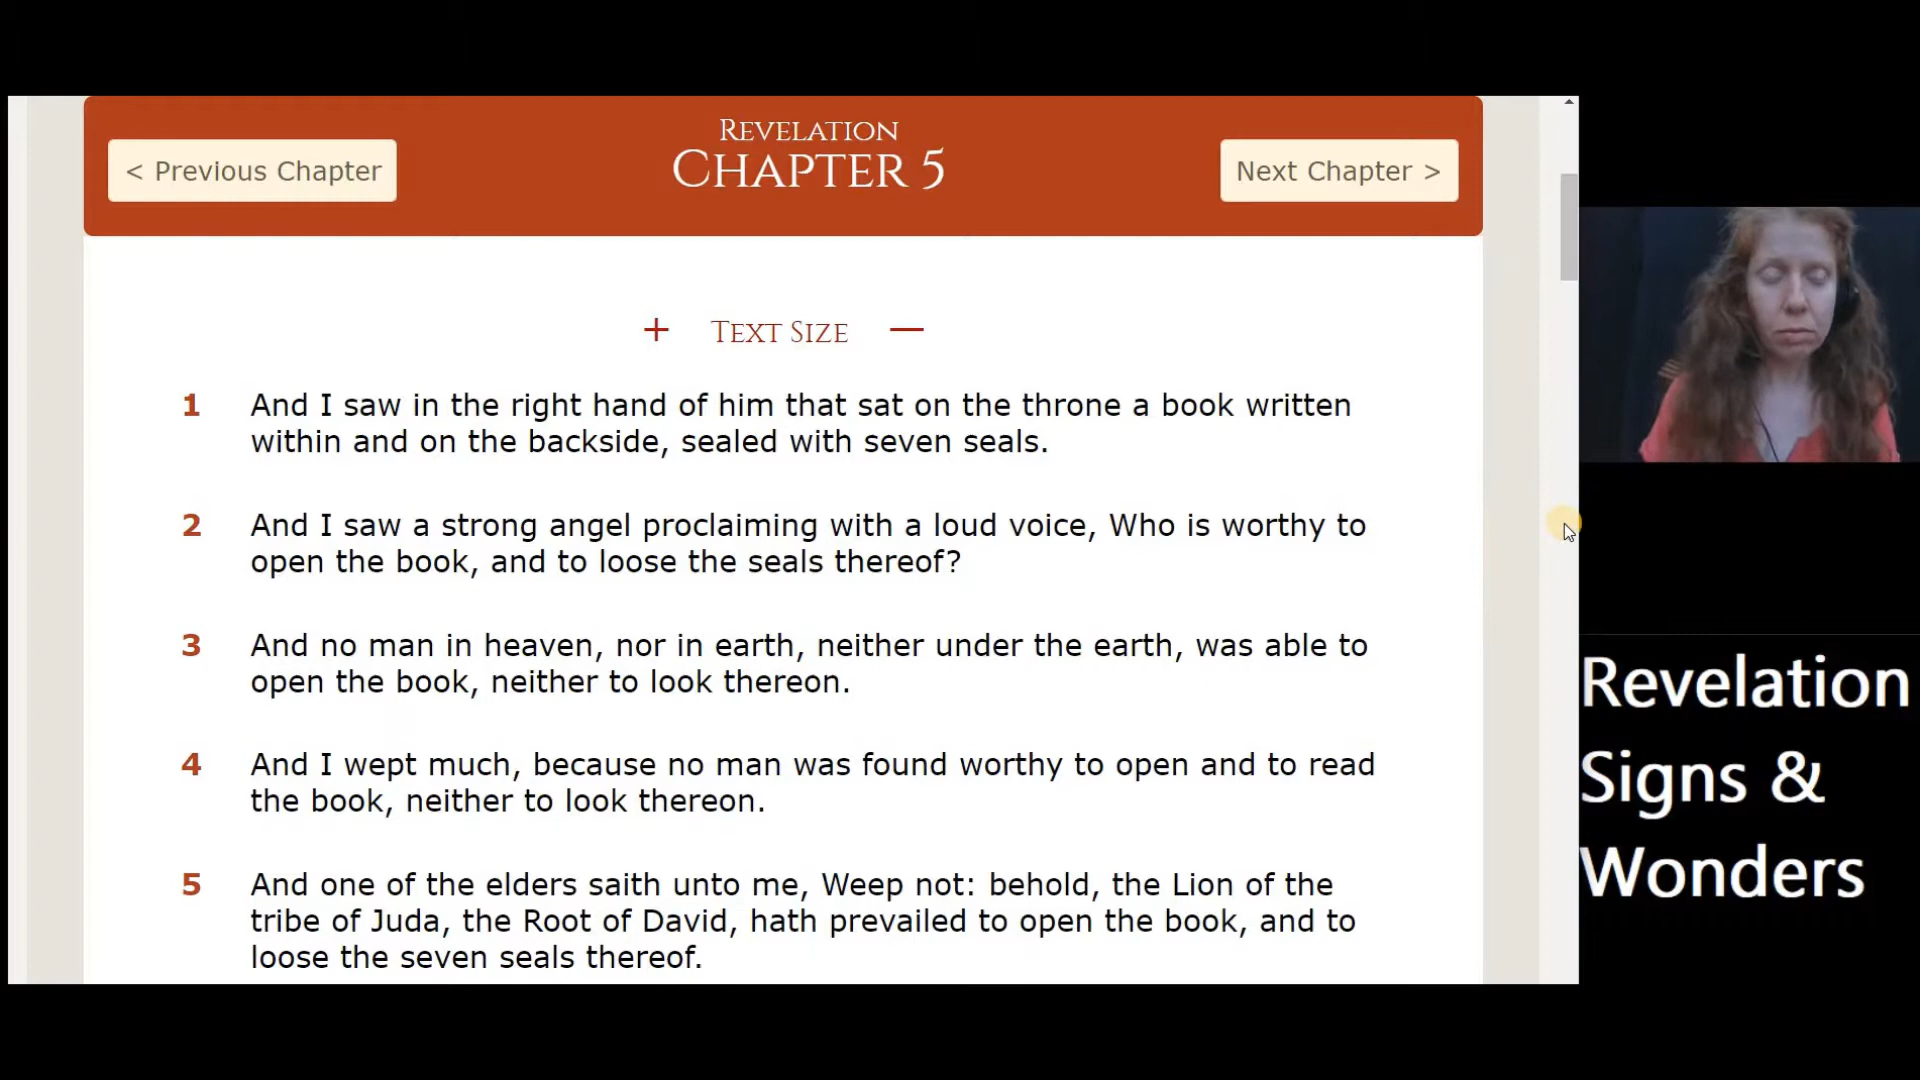 REVELATION
< Previous Chapter
CHAPTER 5
Next Chapter >
+ TEXT SIZE —
1 And I saw in the right hand of him that sat on the throne a book written
within and on the backside, sealed with seven seals.
2 And I saw a strong angel proclaiming with a loud voice, Who is worthy to
open the book, and to loose the seals thereof?
3 And no man in heaven, nor in earth, neither under the earth, was able to
open the book, neither to look thereon.
4 And I wept much, because no man was found worthy to open and to read
the book, neither to look thereon.
5 And one of the elders saith unto me, Weep not: behold, the Lion of the
tribe of Juda, the Root of David, hath prevailed to open the book, and to
loose the seven seals thereof.
Revelation
Signs &
Wonders